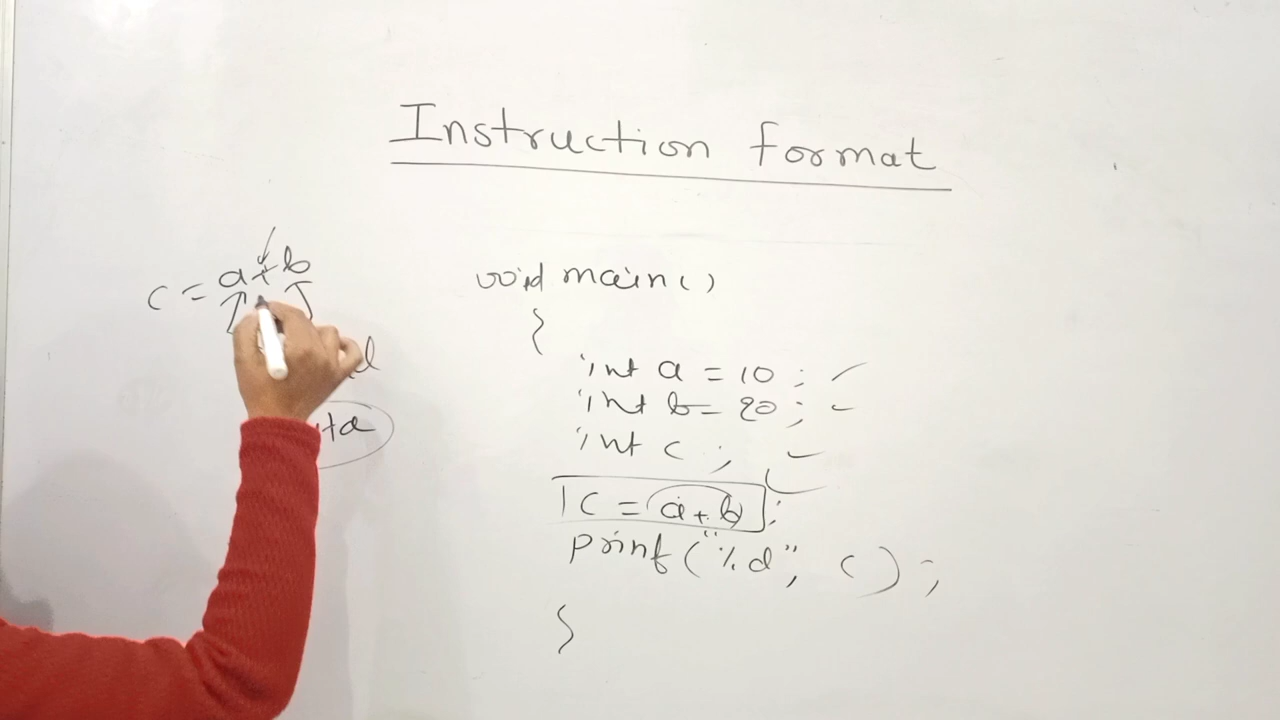 Instruction format
c = a+b
void main()
{
int a = 10 ;
int b = 20 ;
int c ;
c = a+b ;
printf("%d", c) ;
}